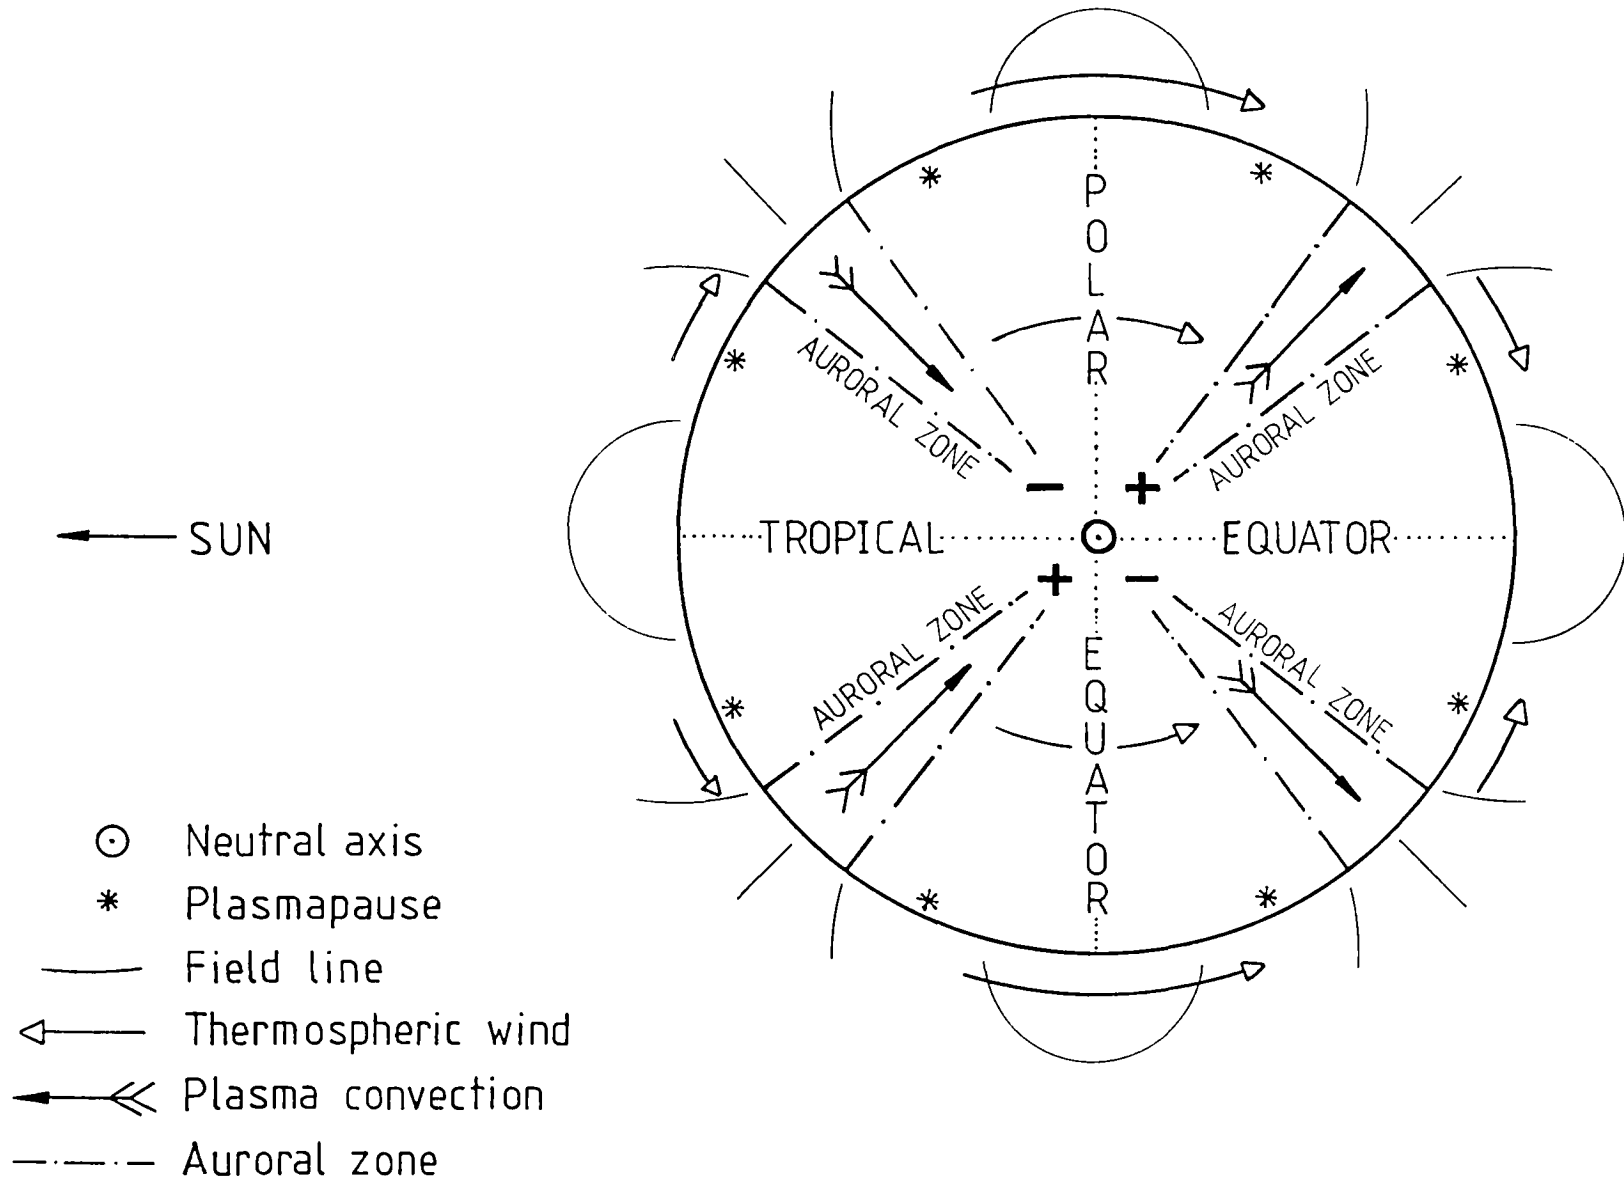 POLAR
AURORAL ZONE
AURORAL ZONE
− +
SUN
TROPICAL EQUATOR
+ −
AURORAL ZONE
AURORAL ZONE
EQUATOR
Neutral axis
* Plasmapause
Field line
Thermospheric wind
Plasma convection
Auroral zone